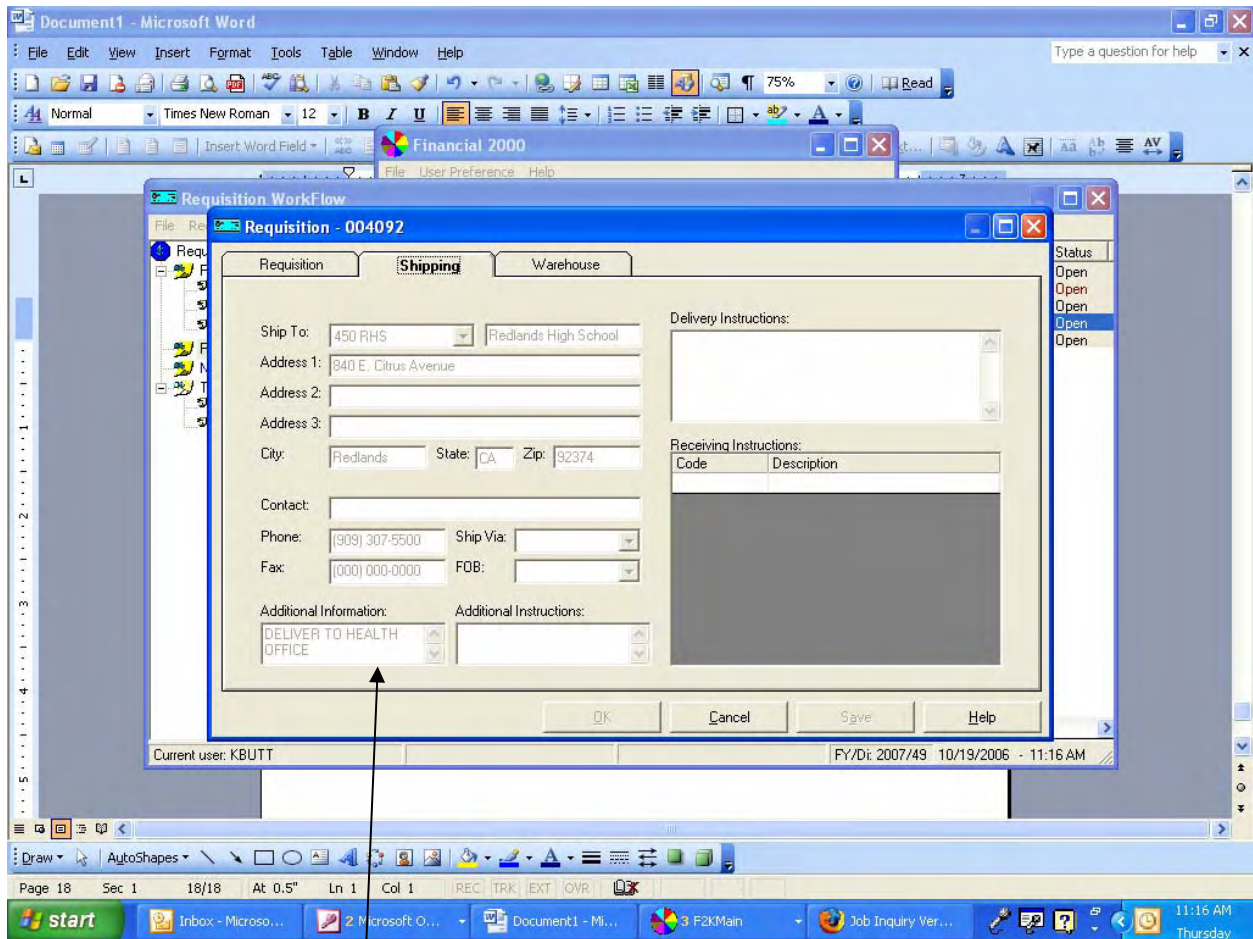 Document1 - Microsoft Word
File Edit View Insert Format Tools Table Window Help
Type a question for help
75% Read
Normal Times New Roman 12 B I U
Insert Word Field
Financial 2000
File User Preference Help
Requisition WorkFlow
File
Requisition - 004092
Status
Open
Open
Open
Open
Open
Requisition Shipping Warehouse
Ship To: 450 RHS Redlands High School
Address 1: 840 E. Citrus Avenue
Address 2:
Address 3:
City: Redlands State: CA Zip: 92374
Contact:
Phone: (909) 307-5500 Ship Via:
Fax: (000) 000-0000 FOB:
Additional Information: Additional Instructions:
DELIVER TO HEALTH
OFFICE
Delivery Instructions:
Receiving Instructions:
Code Description
OK Cancel Save Help
Current user: KBUTT FY/Di: 2007/49 10/19/2006 - 11:16 AM
Draw AutoShapes
Page 18 Sec 1 18/18 At 0.5" Ln 1 Col 1 REC TRK EXT OVR
start Inbox - Microso... 2 Microsoft O... Document1 - Mi... 3 F2KMain Job Inquiry Ver... 11:16 AM
Thursday